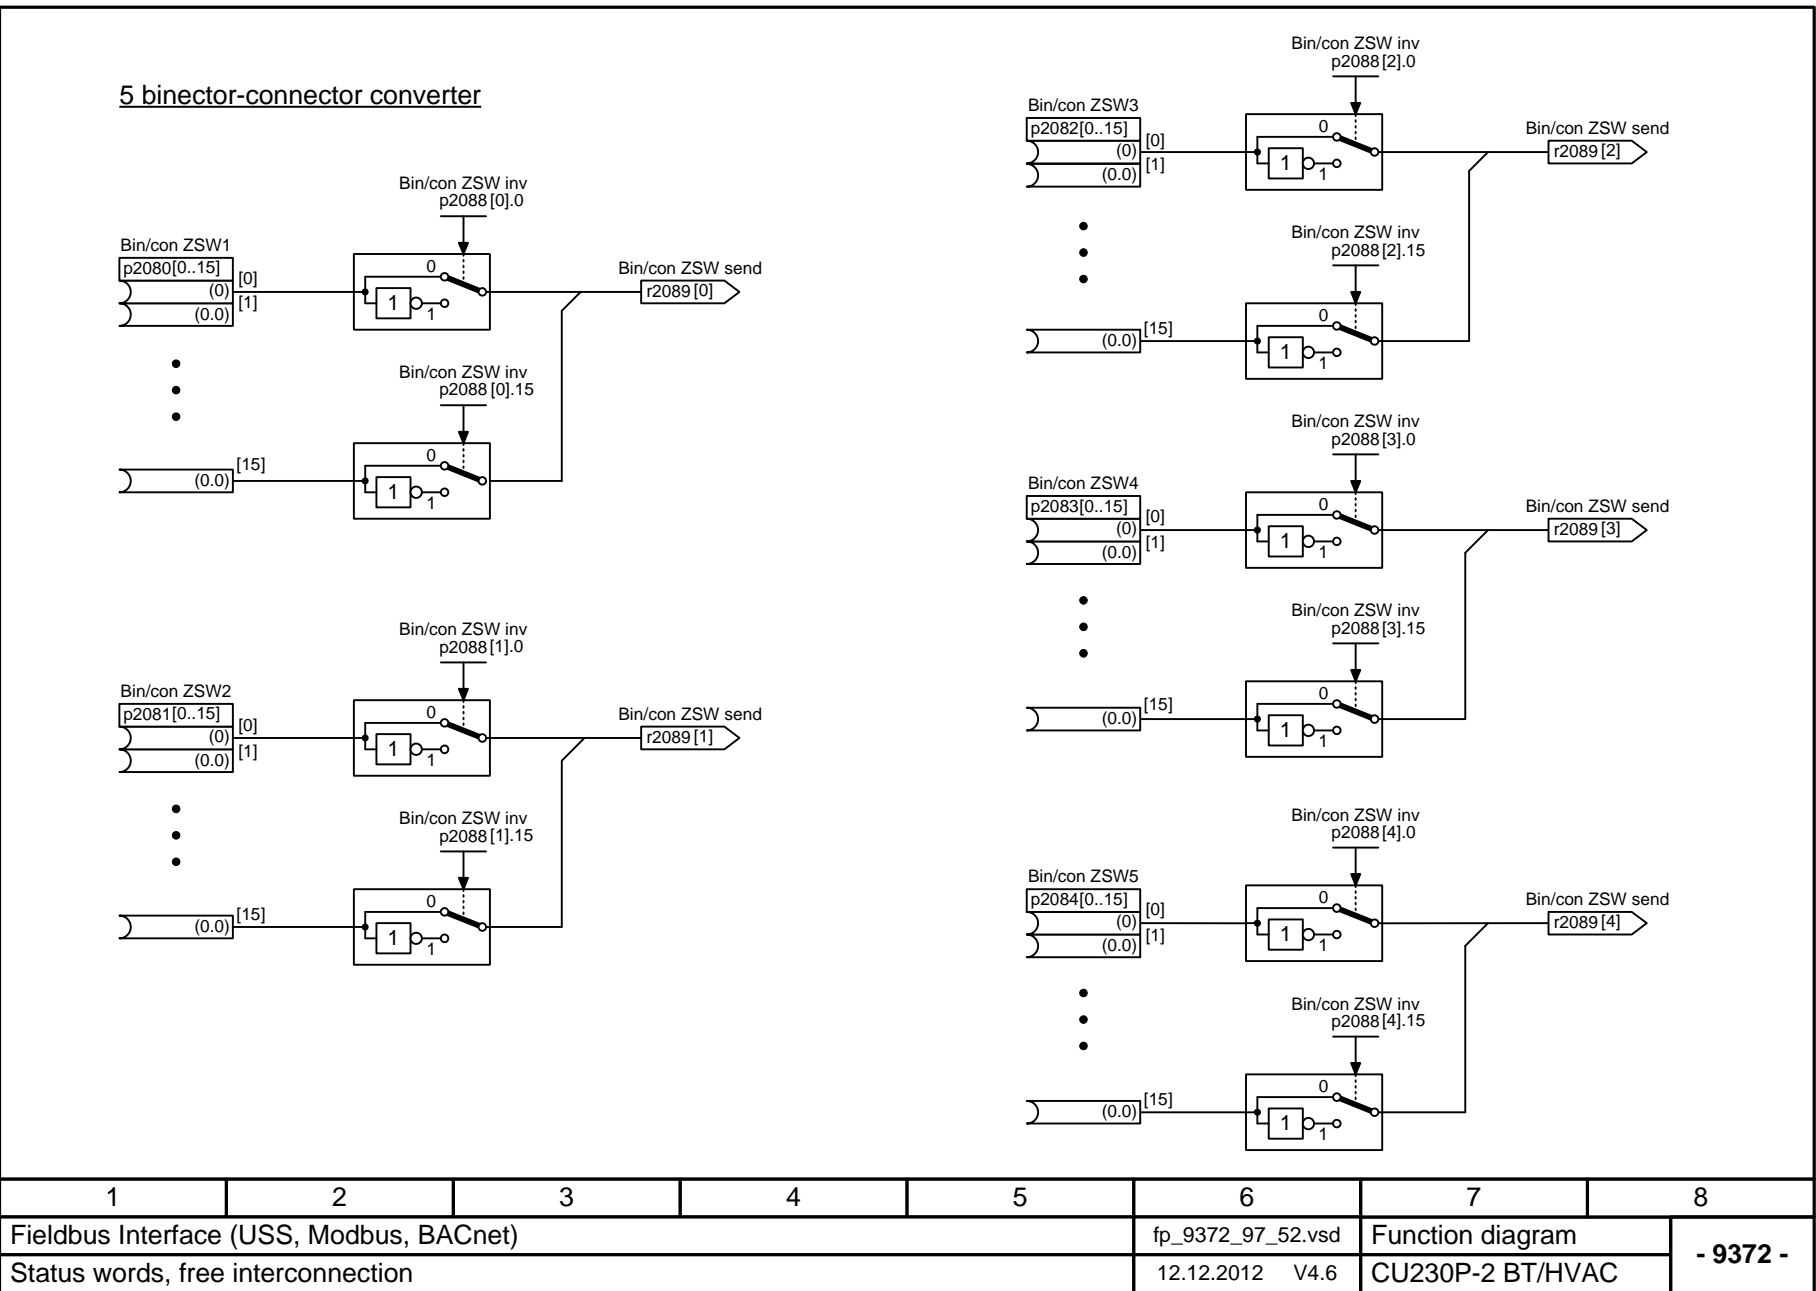 5 binector-connector converter
Bin/con ZSW inv
p2088[0].0
Bin/con ZSW1
p2080[0..15]
(0)
[0]
(0.0)
[1]
0
1
1
Bin/con ZSW send
r2089[0]
Bin/con ZSW inv
p2088[0].15
(0.0)
[15]
0
1
1
Bin/con ZSW inv
p2088[1].0
Bin/con ZSW2
p2081[0..15]
(0)
[0]
(0.0)
[1]
0
1
1
Bin/con ZSW send
r2089[1]
Bin/con ZSW inv
p2088[1].15
(0.0)
[15]
0
1
1
Bin/con ZSW inv
p2088[2].0
Bin/con ZSW3
p2082[0..15]
(0)
[0]
(0.0)
[1]
0
1
1
Bin/con ZSW send
r2089[2]
Bin/con ZSW inv
p2088[2].15
(0.0)
[15]
0
1
1
Bin/con ZSW inv
p2088[3].0
Bin/con ZSW4
p2083[0..15]
(0)
[0]
(0.0)
[1]
0
1
1
Bin/con ZSW send
r2089[3]
Bin/con ZSW inv
p2088[3].15
(0.0)
[15]
0
1
1
Bin/con ZSW inv
p2088[4].0
Bin/con ZSW5
p2084[0..15]
(0)
[0]
(0.0)
[1]
0
1
1
Bin/con ZSW send
r2089[4]
Bin/con ZSW inv
p2088[4].15
(0.0)
[15]
0
1
1
1 2 3 4 5 6 7 8
Fieldbus Interface (USS, Modbus, BACnet)
fp_9372_97_52.vsd
Function diagram
- 9372 -
Status words, free interconnection
12.12.2012 V4.6
CU230P-2 BT/HVAC